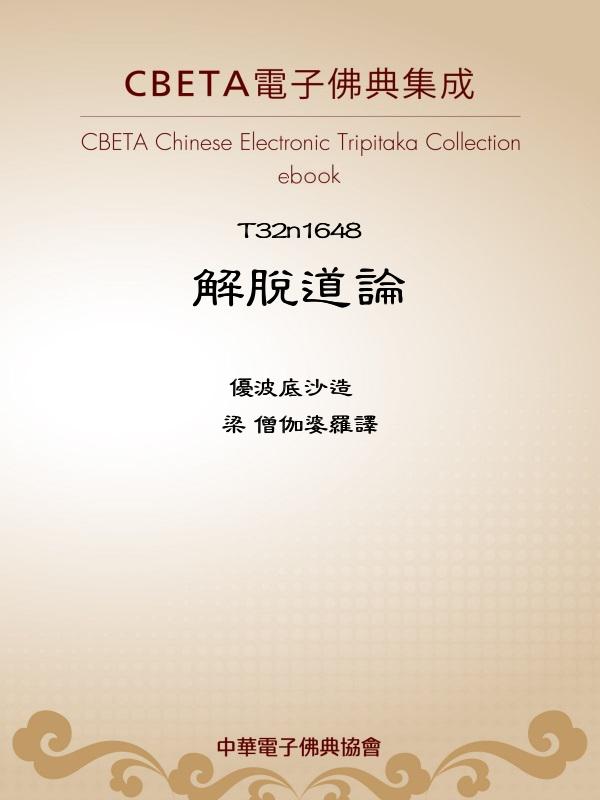 CBETA電子佛典集成
CBETA Chinese Electronic Tripitaka Collection
ebook
T32n1648
解脫道論
優波底沙造
梁 僧伽婆羅譯
中華電子佛典協會